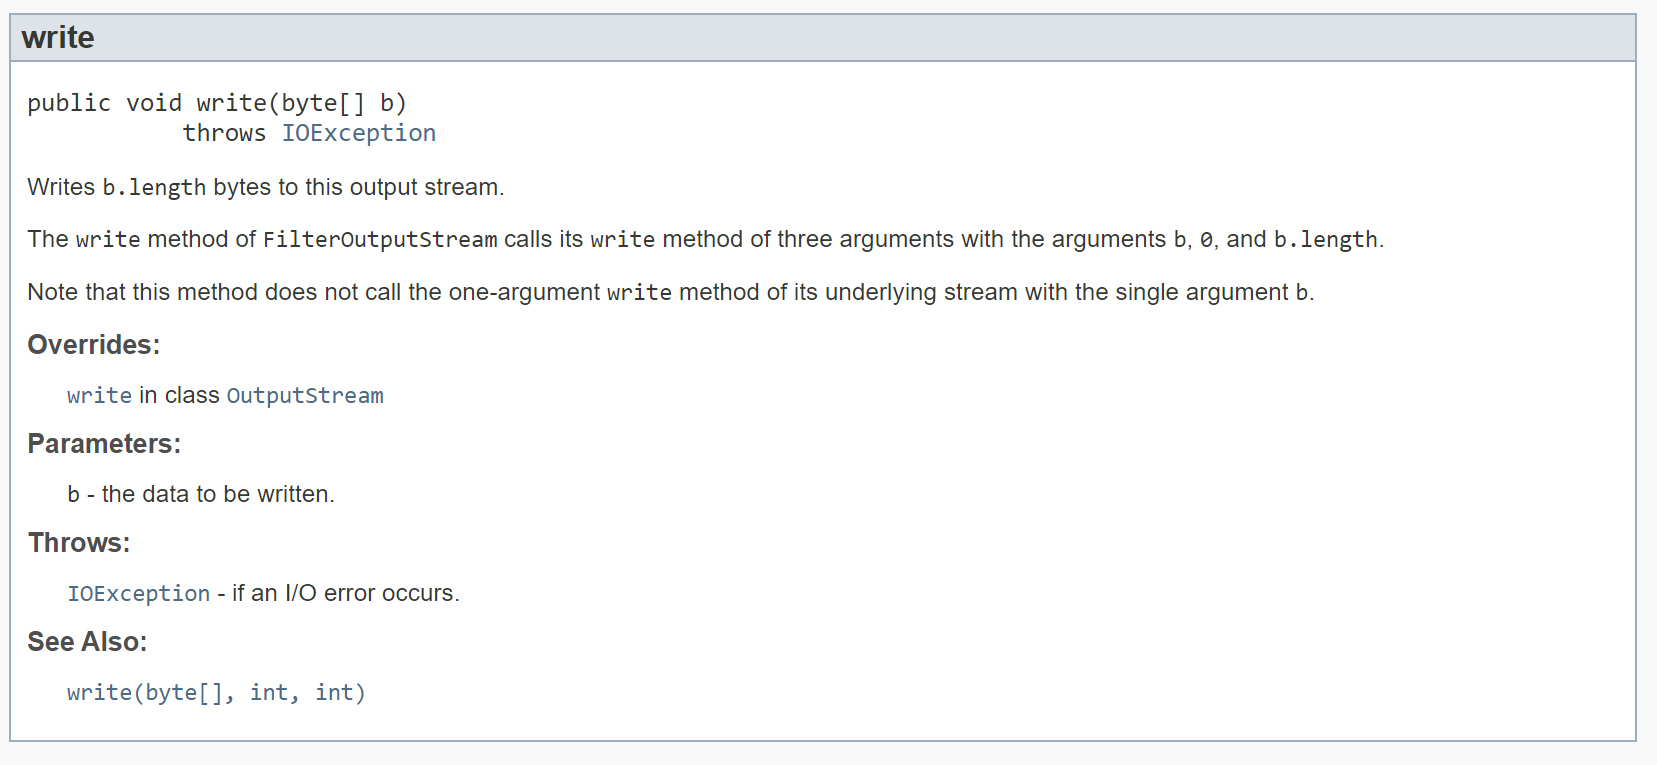 write
public void write(byte[] b)
throws IOException
Writes b.length bytes to this output stream.
The write method of FilterOutputStream calls its write method of three arguments with the arguments b, 0, and b.length.
Note that this method does not call the one-argument write method of its underlying stream with the single argument b.
Overrides:
write in class OutputStream
Parameters:
b - the data to be written.
Throws:
IOException - if an I/O error occurs.
See Also:
write(byte[], int, int)